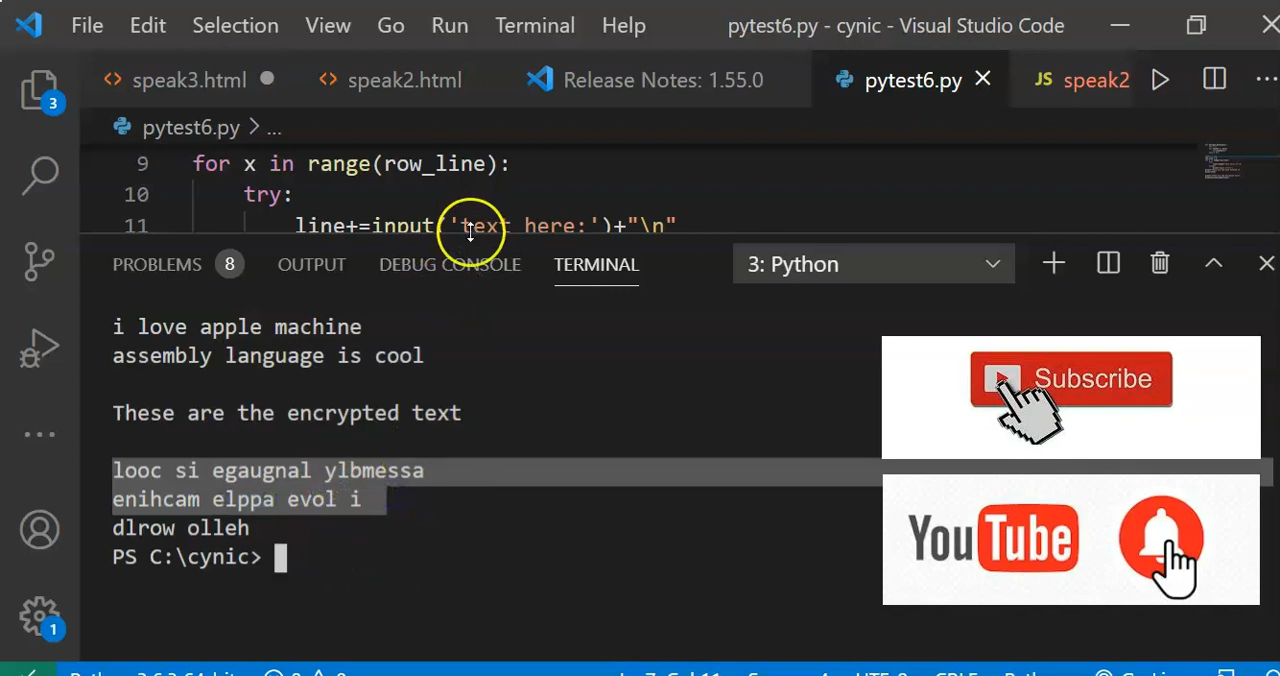 File Edit Selection View Go Run Terminal Help pytest6.py - cynic - Visual Studio Code
speak3.html speak2.html Release Notes: 1.55.0 pytest6.py JS speak2
3
pytest6.py > ...
9 for x in range(row_line):
10 try:
11 line+=input('text here:')+"\n"
PROBLEMS 8 OUTPUT DEBUG CONSOLE TERMINAL 3: Python
i love apple machine
assembly language is cool
Subscribe
These are the encrypted text
looc si egaugnal ylbmessa
enihcam elppa evol i
dlrow olleh
YouTube
PS C:\cynic>
1